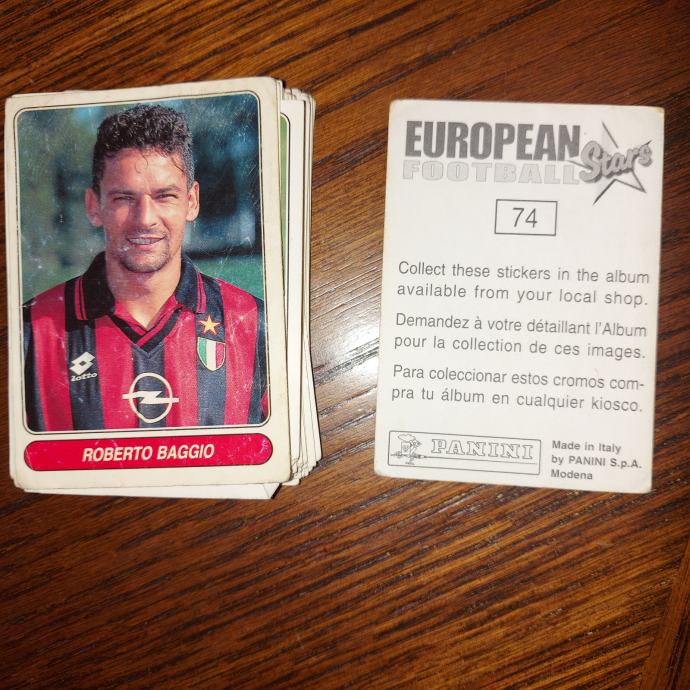 lotto
OPEL
ROBERTO BAGGIO
EUROPEAN
FOOTBALL Stars
74
Collect these stickers in the album
available from your local shop.
Demandez à votre détaillant l'Album
pour la collection de ces images.
Para coleccionar estos cromos com-
pra tu álbum en cualquier kiosco.
PANINI
Made in Italy
by PANINI S.p.A.
Modena